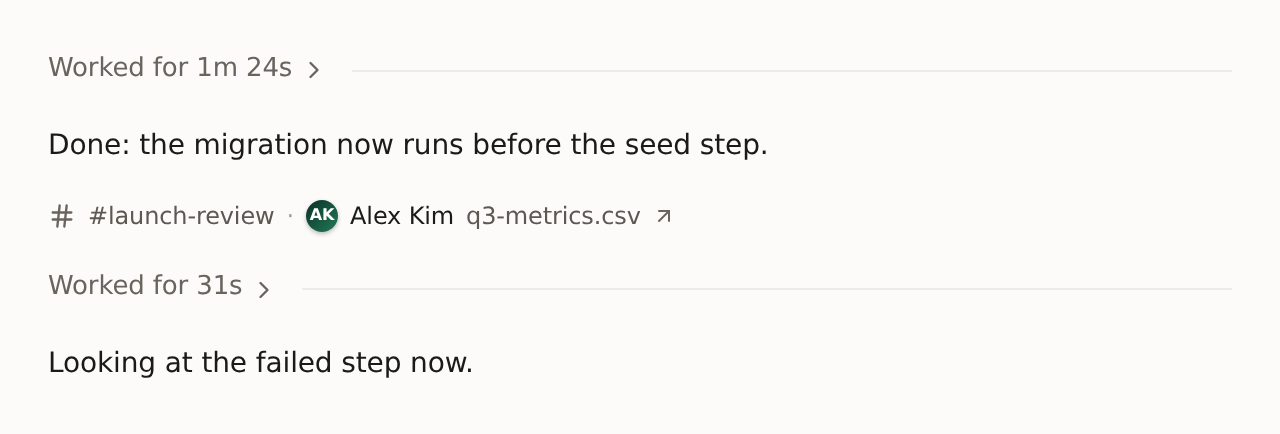 Worked for 1m 24s
Done: the migration now runs before the seed step.
#launch-review · AK Alex Kim q3-metrics.csv
Worked for 31s
Looking at the failed step now.